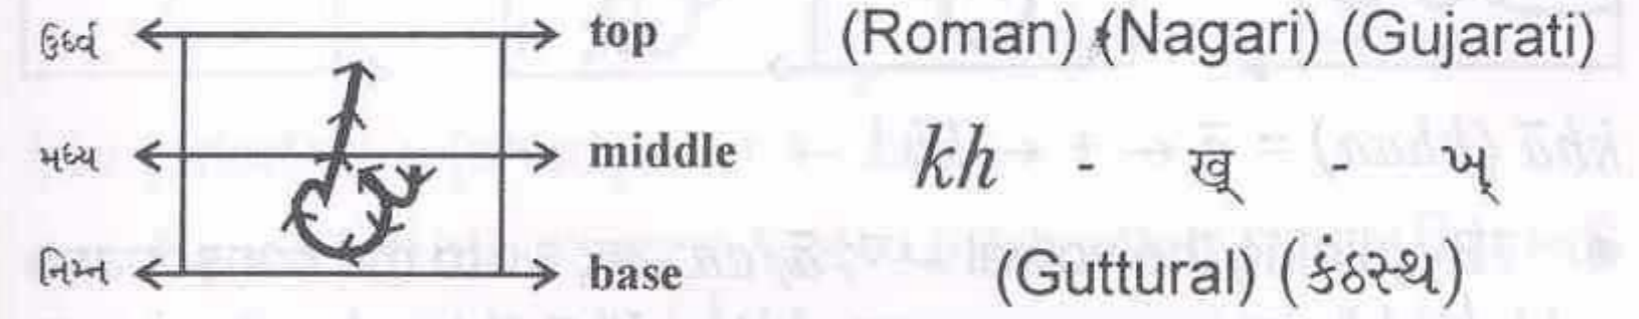 ઉર્ધ્વ top (Roman) (Nagari) (Gujarati)
મધ્ય middle kh - ख् - ખ્
નિમ્ન base (Guttural) (કંઠસ્થ)